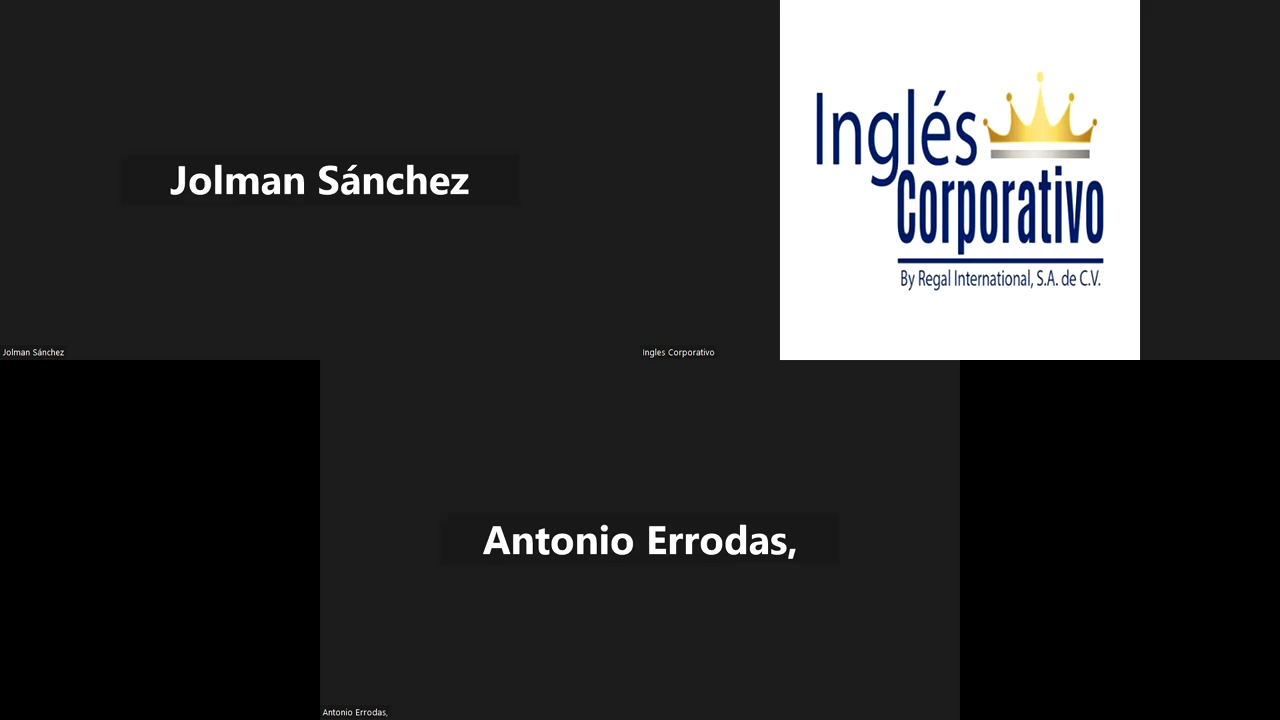 Jolman Sánchez
Inglés
Corporativo
By Regal International, S.A. de C.V.
Jolman Sánchez
Ingles Corporativo
Antonio Errodas,
Antonio Errodas,